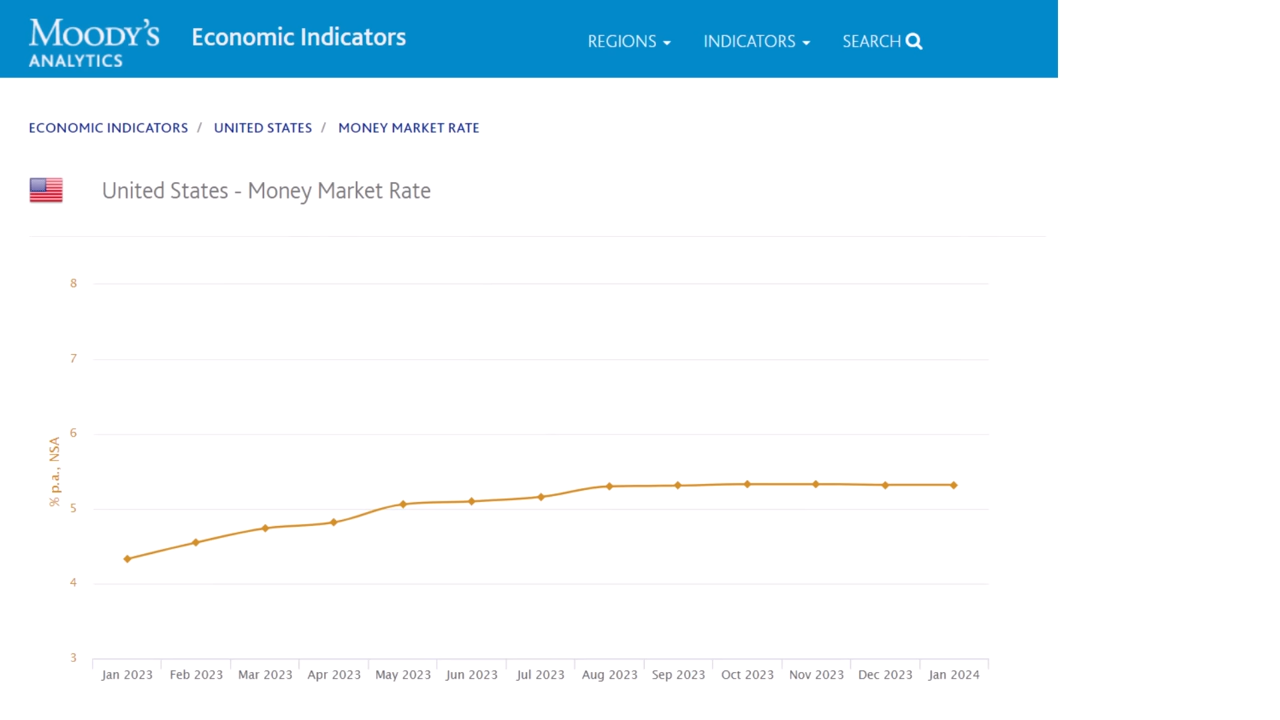 MOODY'S
ANALYTICS
Economic Indicators
REGIONS
INDICATORS
SEARCH
ECONOMIC INDICATORS / UNITED STATES / MONEY MARKET RATE
United States - Money Market Rate
8
7
6
5
4
3
% p.a., NSA
Jan 2023 Feb 2023 Mar 2023 Apr 2023 May 2023 Jun 2023 Jul 2023 Aug 2023 Sep 2023 Oct 2023 Nov 2023 Dec 2023 Jan 2024